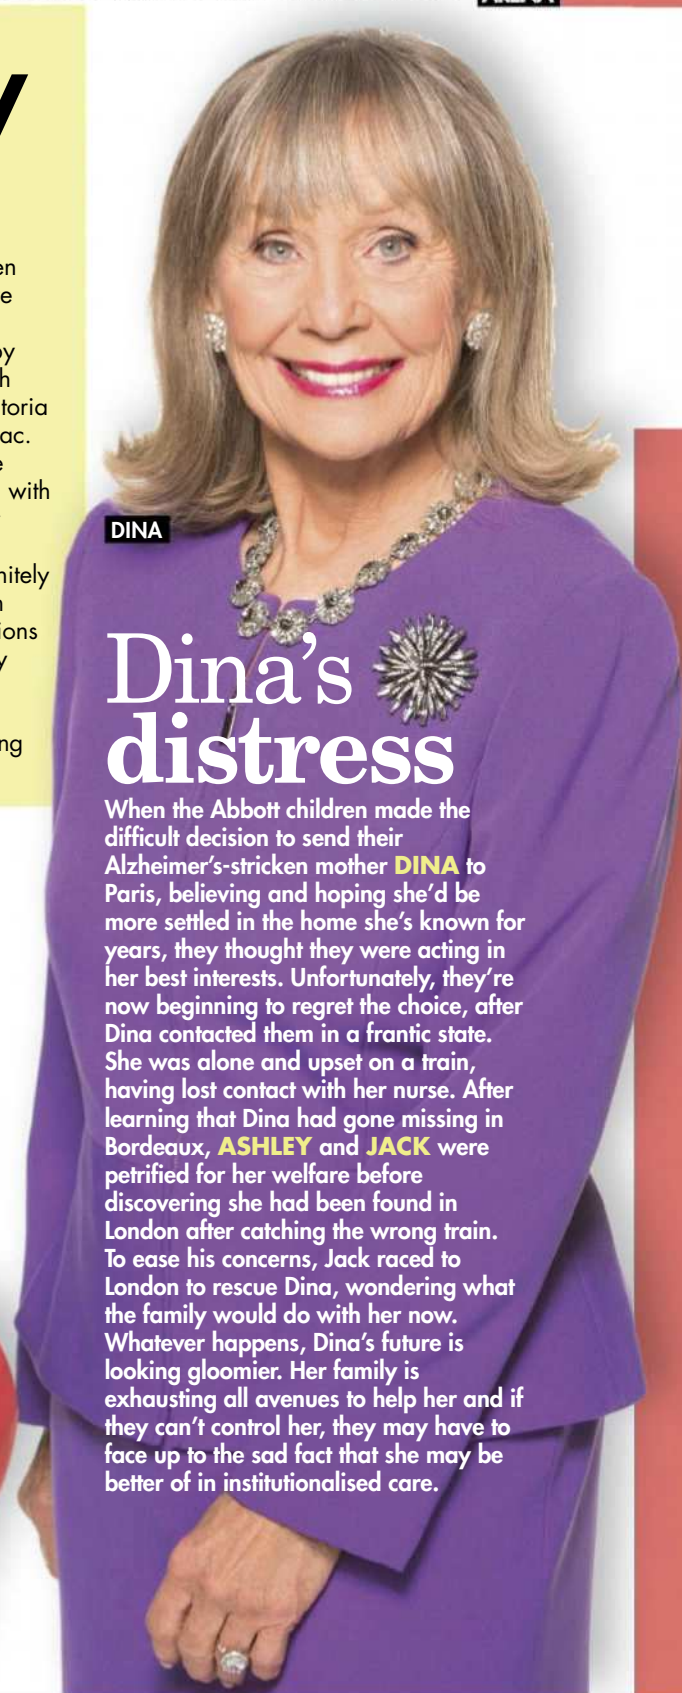 en
e
by
h
toria
ac.
e
with
nitely
n
ions
y
ng
DINA
Dina's
distress
When the Abbott children made the
difficult decision to send their
Alzheimer's-stricken mother DINA to
Paris, believing and hoping she'd be
more settled in the home she's known for
years, they thought they were acting in
her best interests. Unfortunately, they're
now beginning to regret the choice, after
Dina contacted them in a frantic state.
She was alone and upset on a train,
having lost contact with her nurse. After
learning that Dina had gone missing in
Bordeaux, ASHLEY and JACK were
petrified for her welfare before
discovering she had been found in
London after catching the wrong train.
To ease his concerns, Jack raced to
London to rescue Dina, wondering what
the family would do with her now.
Whatever happens, Dina's future is
looking gloomier. Her family is
exhausting all avenues to help her and if
they can't control her, they may have to
face up to the sad fact that she may be
better of in institutionalised care.